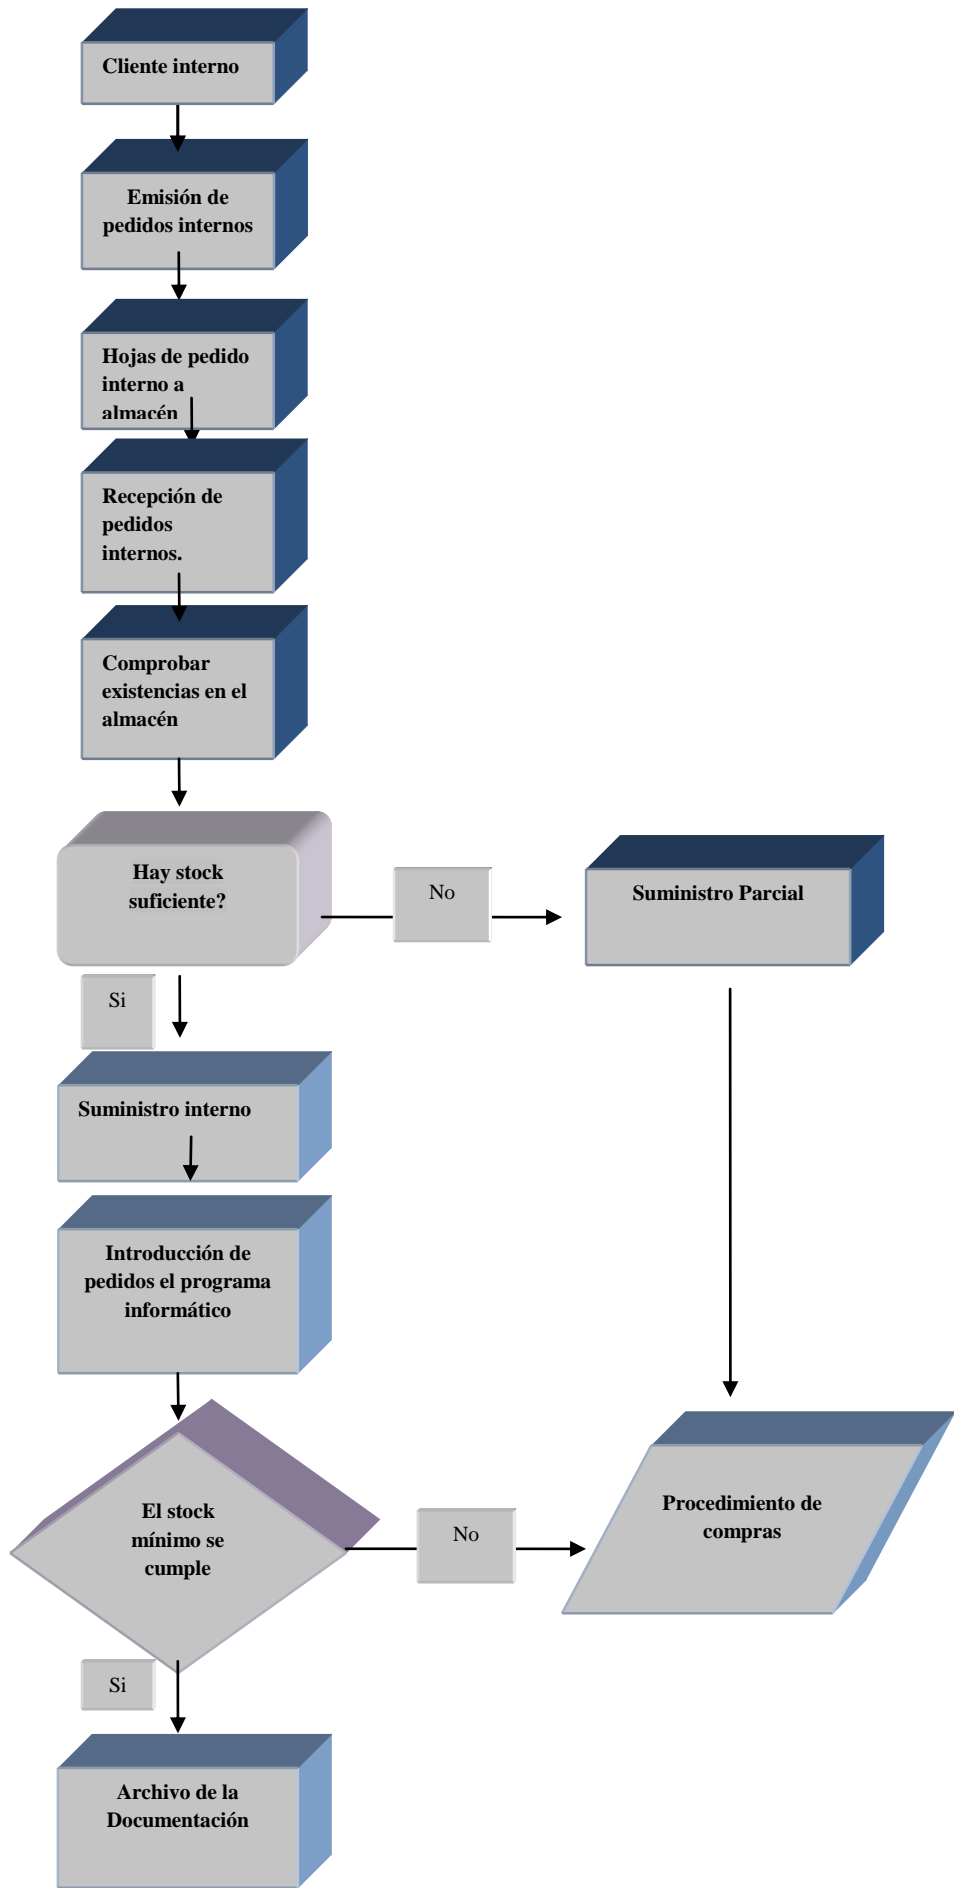 Cliente interno
Emisión de
pedidos internos
Hojas de pedido
interno a
almacén
Recepción de
pedidos
internos.
Comprobar
existencias en el
almacén
Hay stock
suficiente?
No
Suministro Parcial
Si
Suministro interno
Introducción de
pedidos el programa
informático
El stock
mínimo se
cumple
No
Procedimiento de
compras
Si
Archivo de la
Documentación